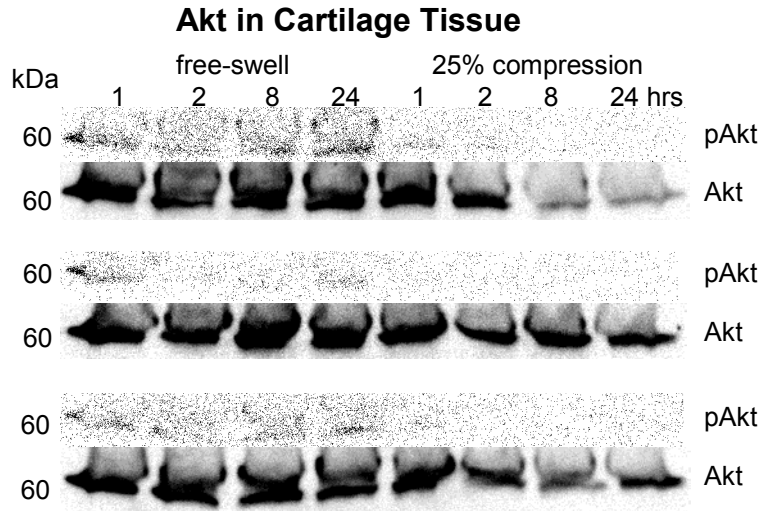 Akt in Cartilage Tissue
free-swell 25% compression
kDa
1 2 8 24 1 2 8 24 hrs
60 pAkt
60 Akt
60 pAkt
60 Akt
60 pAkt
60 Akt